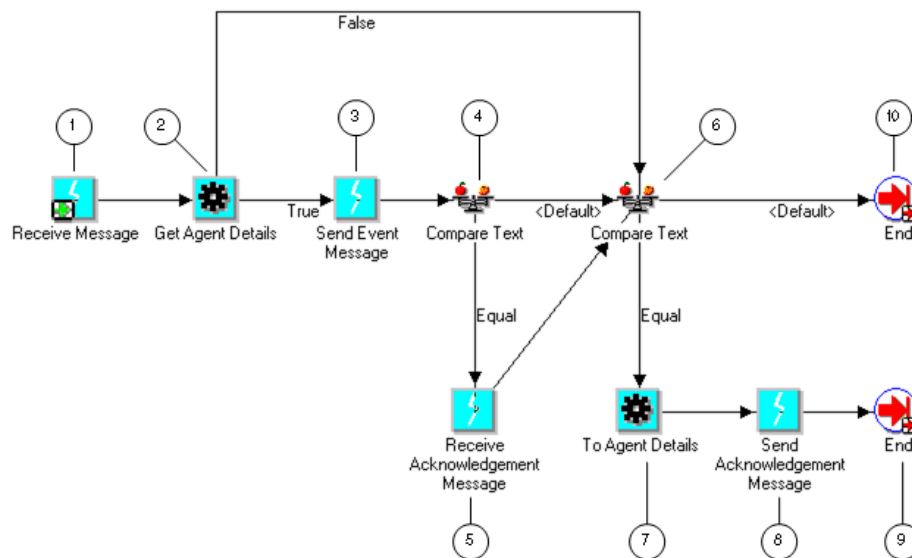 False
1
2
3
4
6
10
True
<Default>
<Default>
Receive Message
Get Agent Details
Send Event
Message
Compare Text
Compare Text
End
Equal
Equal
Receive
Acknowledgement
Message
To Agent Details
Send
Acknowledgement
Message
End
5
7
8
9